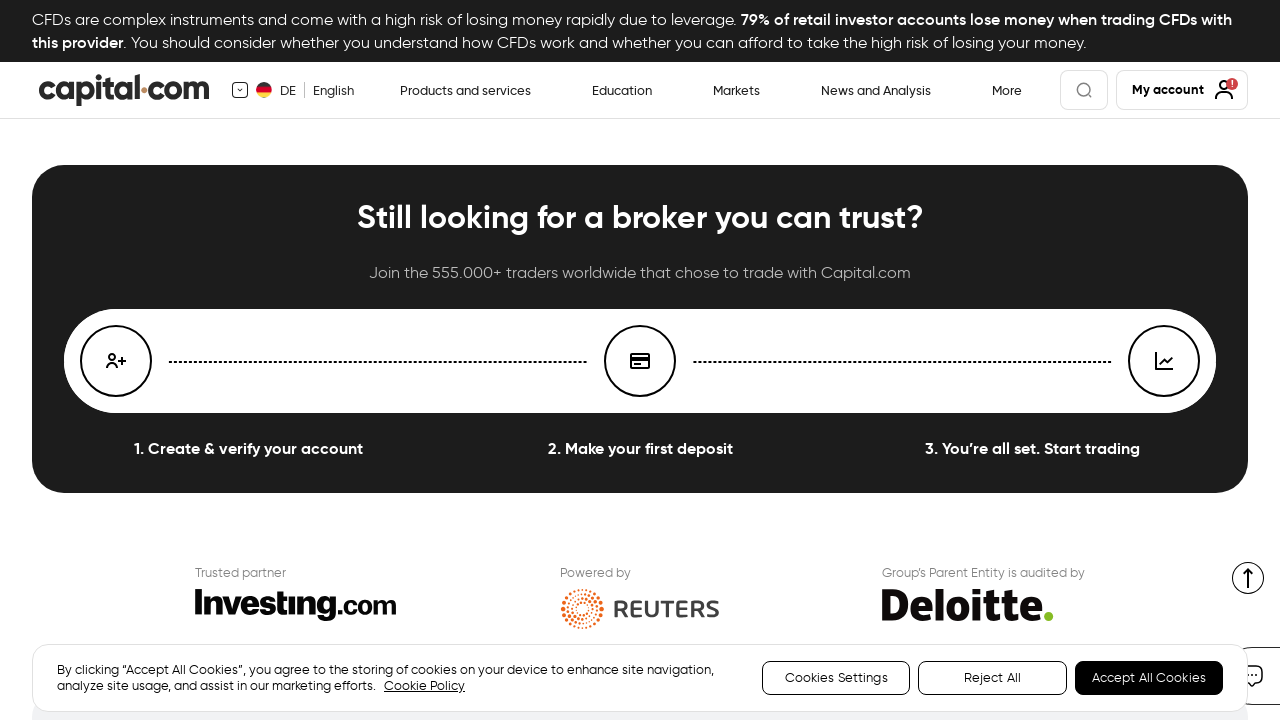 CFDs are complex instruments and come with a high risk of losing money rapidly due to leverage. 79% of retail investor accounts lose money when trading CFDs with
this provider. You should consider whether you understand how CFDs work and whether you can afford to take the high risk of losing your money.
capital.com
DE English
Products and services
Education
Markets
News and Analysis
More
My account
!
Still looking for a broker you can trust?
Join the 555.000+ traders worldwide that chose to trade with Capital.com
1. Create & verify your account
2. Make your first deposit
3. You’re all set. Start trading
Trusted partner
Investing.com
Powered by
REUTERS
Group’s Parent Entity is audited by
Deloitte.
By clicking “Accept All Cookies”, you agree to the storing of cookies on your device to enhance site navigation,
analyze site usage, and assist in our marketing efforts. Cookie Policy
Cookies Settings
Reject All
Accept All Cookies